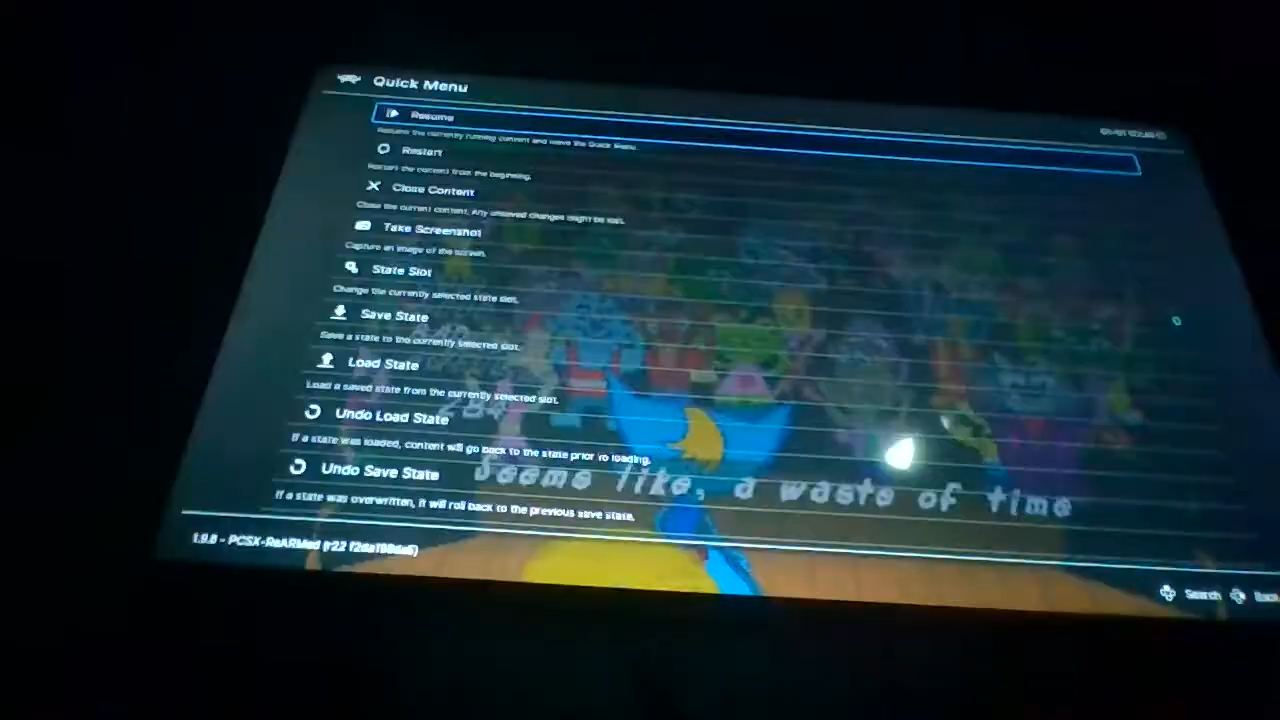 Quick Menu
Resume
Resume the currently running content and leave the Quick Menu.
Restart
Restart the content from the beginning.
Close Content
Close the current content. Any unsaved changes might be lost.
Take Screenshot
Capture an image of the screen.
State Slot
Change the currently selected state slot.
Save State
Save a state to the currently selected slot.
Load State
Load a saved state from the currently selected slot.
Undo Load State
If a state was loaded, content will go back to the state prior to loading.
Undo Save State
Seems like, a waste of time
If a state was overwritten, it will roll back to the previous save state.
1.9.8 - PCSX-ReARMed (r22
Search Back